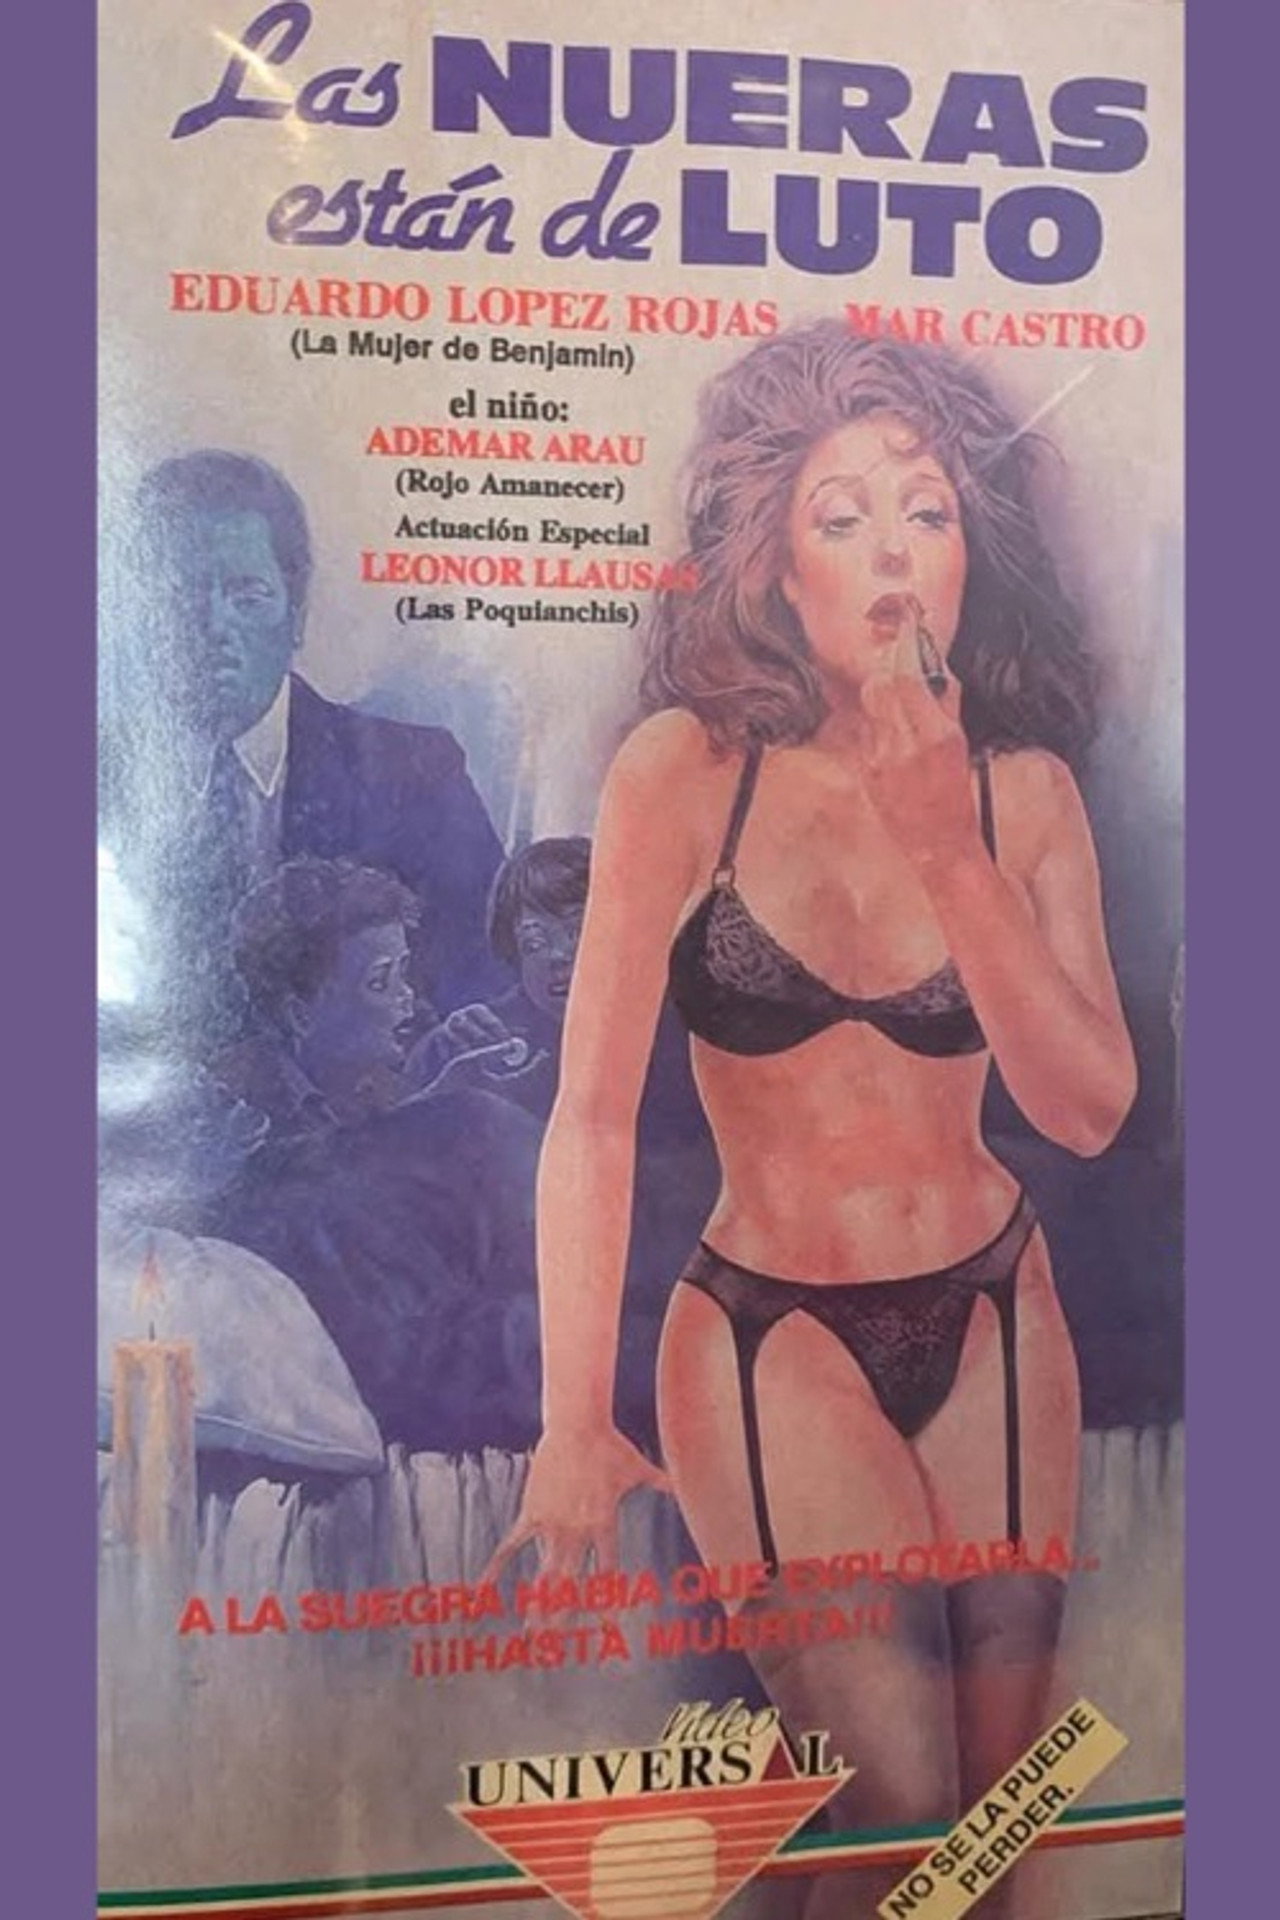 Las NUERAS
están de LUTO
EDUARDO LOPEZ ROJAS MAR CASTRO
(La Mujer de Benjamin)
el niño:
ADEMAR ARAU
(Rojo Amanecer)
Actuación Especial
LEONOR LLAUSAS
(Las Poquianchis)
A LA SUEGRA HABIA QUE EXPLOTARLA...
¡¡¡HASTA MUERTA!!!
Video
UNIVERSAL
NO SE LA PUEDE
PERDER.